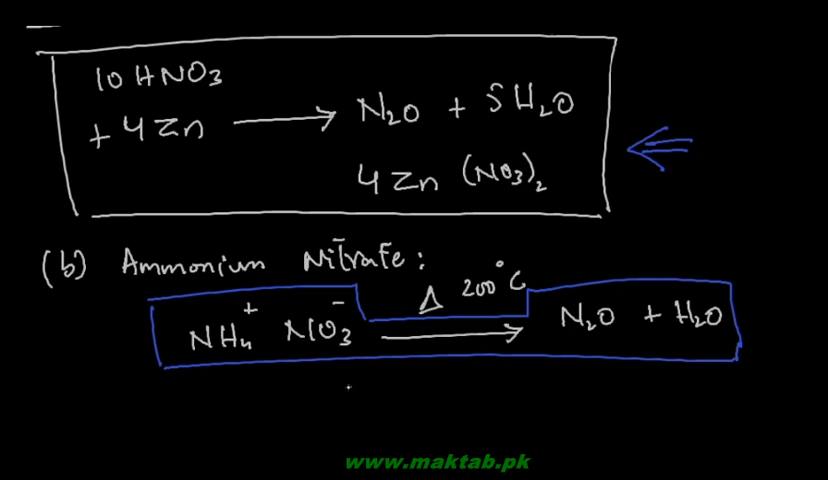 10 HNO3
+ 4 Zn ⟶ N2O + 5 H2O
4 Zn (NO3)2
(b) Ammonium Nitrate:
Δ 200°C
NH4+ NO3- ⟶ N2O + H2O
www.maktab.pk